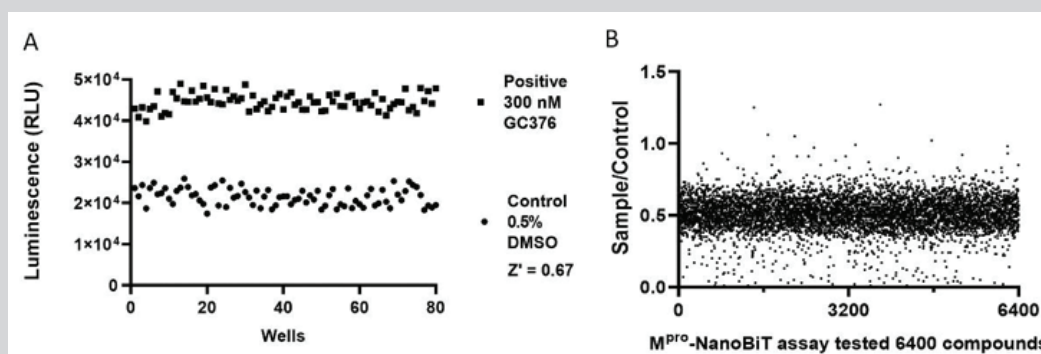 A
Luminescence (RLU)
5×10⁴
4×10⁴
3×10⁴
2×10⁴
1×10⁴
0
0 20 40 60 80
Wells
Positive
300 nM
GC376
Control
0.5%
DMSO
Z' = 0.67
B
Sample/Control
1.5
1.0
0.5
0.0
0 3200 6400
Mᵖʳᵒ-NanoBiT assay tested 6400 compounds